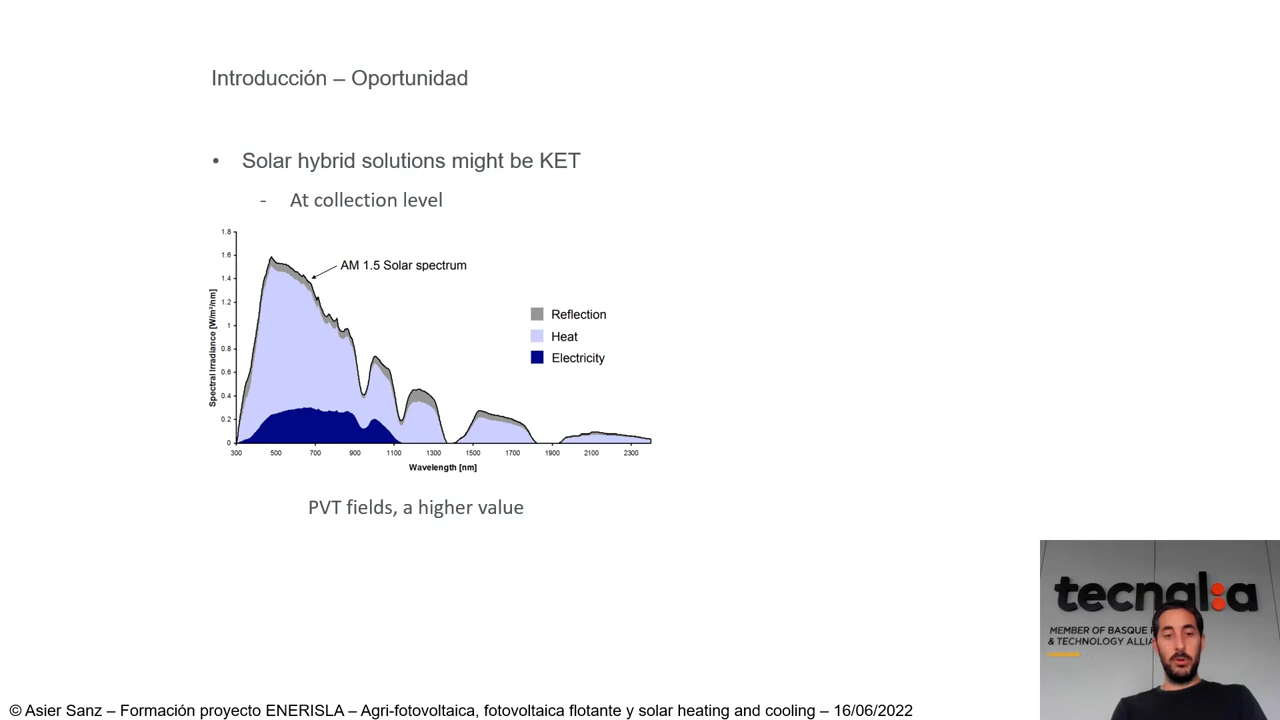 Introducción – Oportunidad
• Solar hybrid solutions might be KET
- At collection level
1.8
1.6
1.4
1.2
1
0.8
0.6
0.4
0.2
0
Spectral Irradiance [W/m²/nm]
AM 1.5 Solar spectrum
Reflection
Heat
Electricity
300 500 700 900 1100 1300 1500 1700 1900 2100 2300
Wavelength [nm]
PVT fields, a higher value
tecnal:a
MEMBER OF BASQUE
& TECHNOLOGY
© Asier Sanz – Formación proyecto ENERISLA – Agri-fotovoltaica, fotovoltaica flotante y solar heating and cooling – 16/06/2022